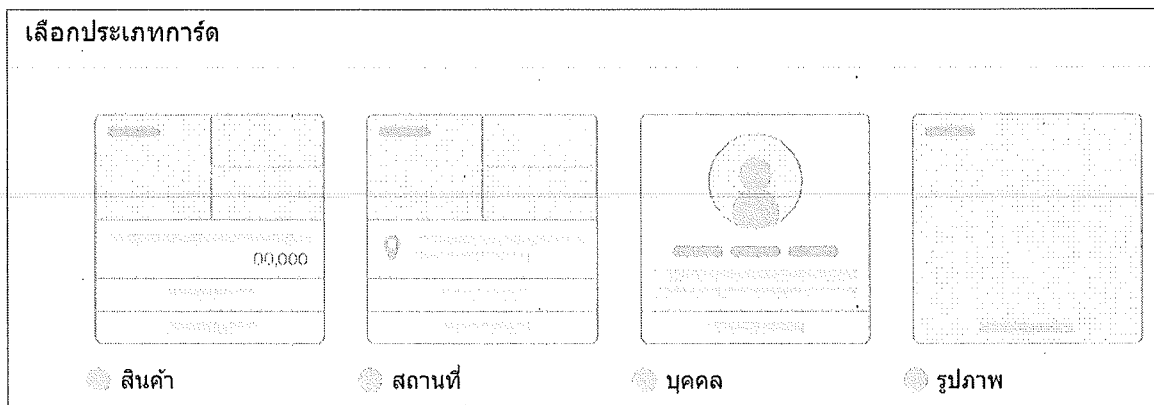 เลือกประเภทการ์ด
00,000
สินค้า
สถานที่
บุคคล
รูปภาพ